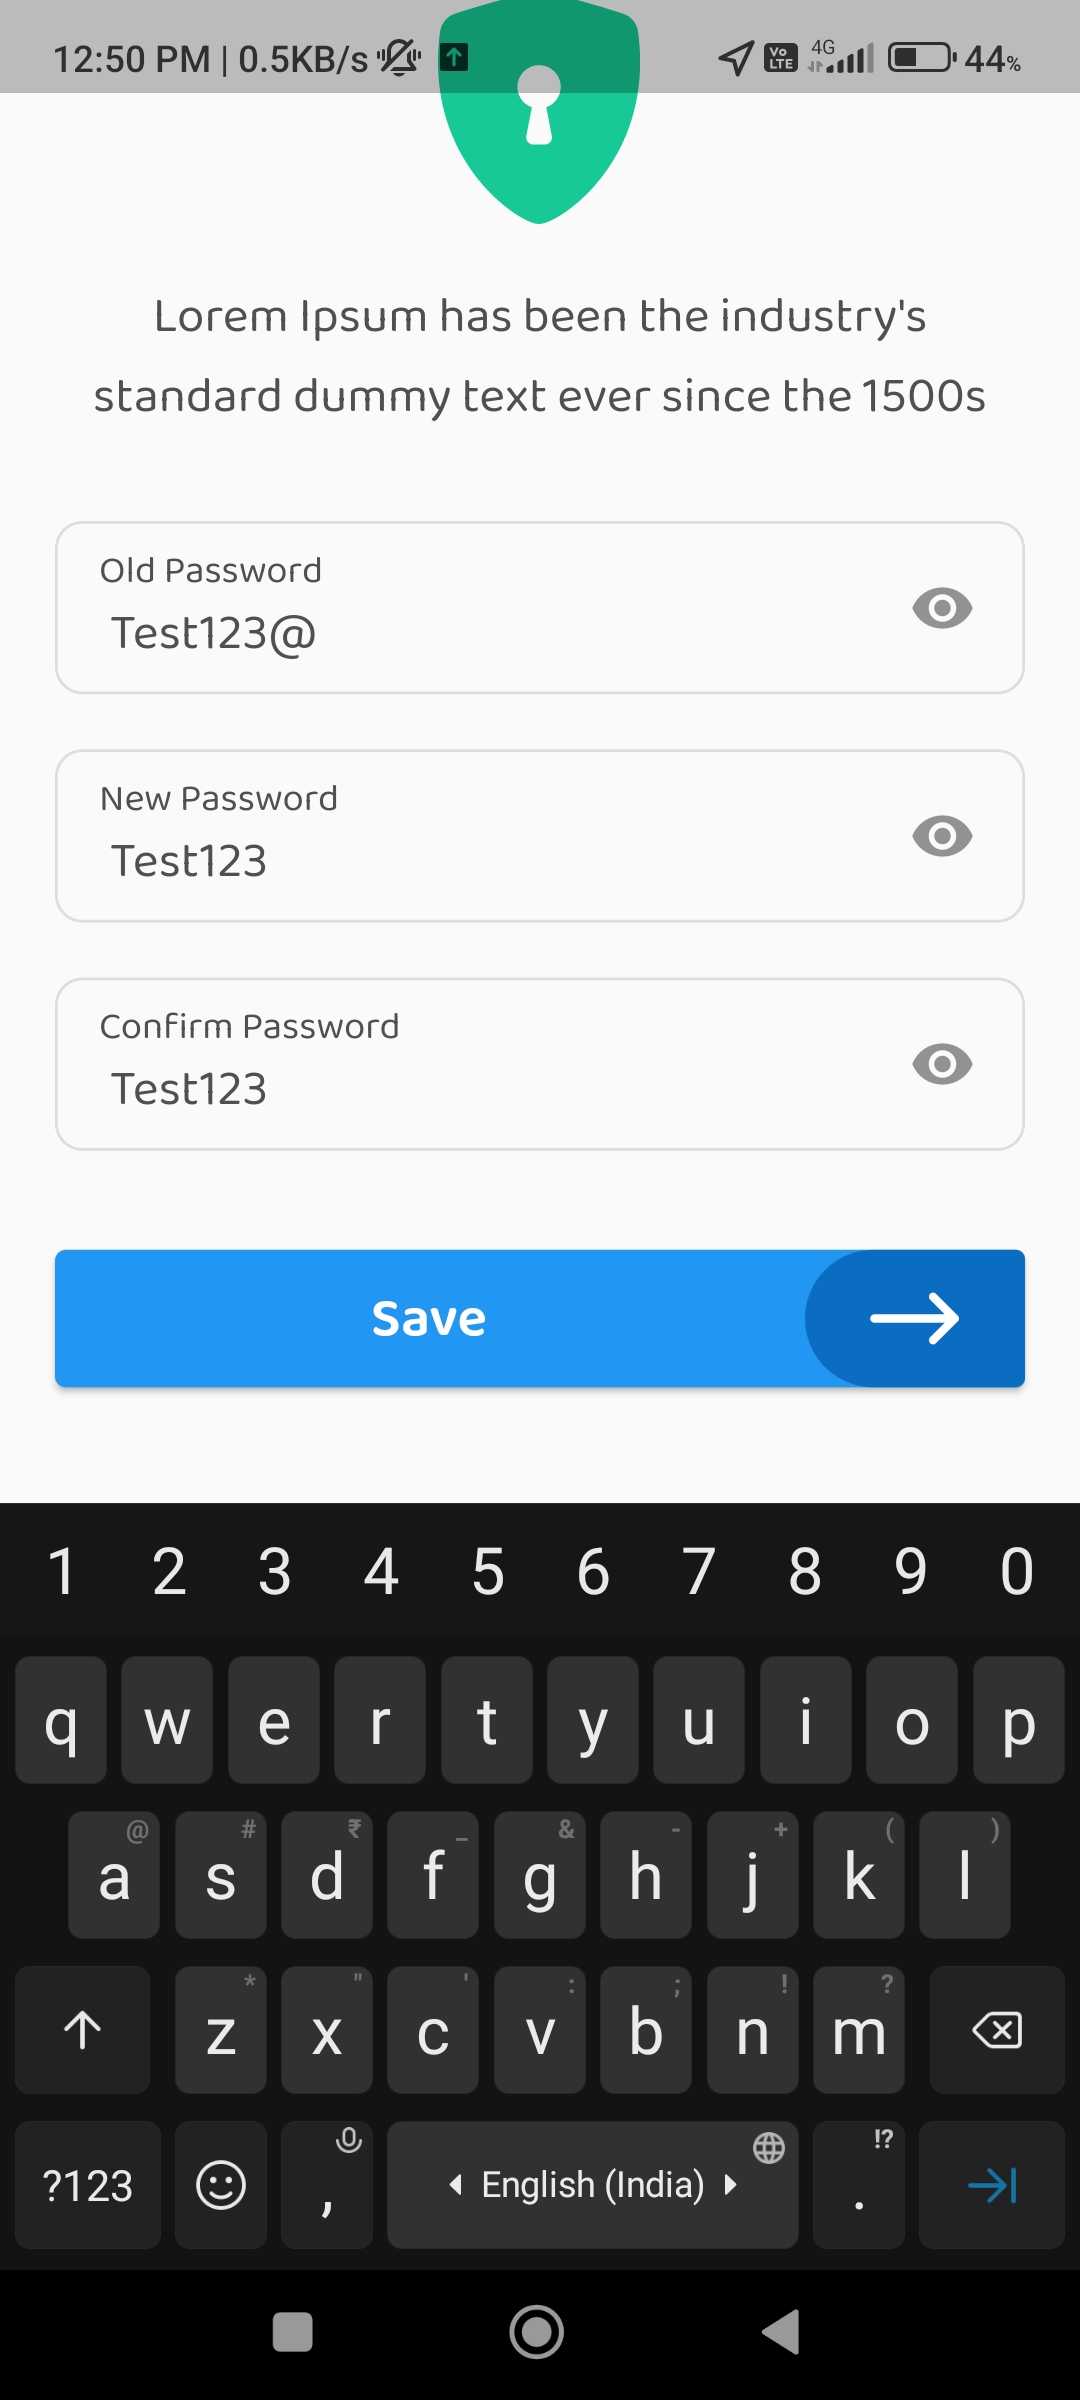 12:50 PM | 0.5KB/s Vo LTE 4G 44%
Lorem Ipsum has been the industry's
standard dummy text ever since the 1500s
Old Password
Test123@
New Password
Test123
Confirm Password
Test123
Save
1 2 3 4 5 6 7 8 9 0
q w e r t y u i o p
@ # ₹ _ & - + ( )
a s d f g h j k l
* " ' : ; ! ?
z x c v b n m
!?
?123 , English (India) .